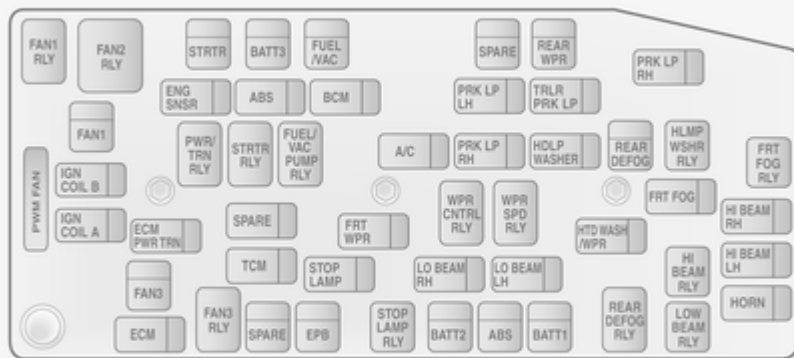 FAN1
RLY
FAN2
RLY
STRTR
BATT3
FUEL
/VAC
SPARE
REAR
WPR
PRK LP
RH
ENG
SNSR
ABS
BCM
PRK LP
LH
TRLR
PRK LP
FAN1
PWR/
TRN
RLY
STRTR
RLY
FUEL/
VAC
PUMP
RLY
A/C
PRK LP
RH
HDLP
WASHER
REAR
DEFOG
HLMP
WSHR
RLY
FRT
FOG
RLY
PWM FAN
IGN
COIL B
FRT FOG
IGN
COIL A
ECM
PWR TRN
SPARE
FRT
WPR
WPR
CNTRL
RLY
WPR
SPD
RLY
HTD WASH
/WPR
HI BEAM
RH
TCM
STOP
LAMP
LO BEAM
RH
LO BEAM
LH
HI
BEAM
RLY
HI BEAM
LH
FAN3
HORN
ECM
FAN3
RLY
SPARE
EPB
STOP
LAMP
RLY
BATT2
ABS
BATT1
REAR
DEFOG
RLY
LOW
BEAM
RLY